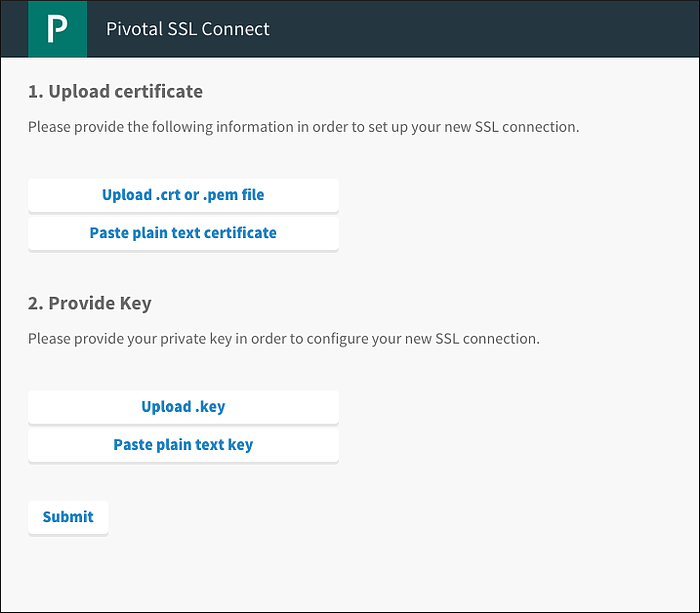 P
Pivotal SSL Connect
1. Upload certificate
Please provide the following information in order to set up your new SSL connection.
Upload .crt or .pem file
Paste plain text certificate
2. Provide Key
Please provide your private key in order to configure your new SSL connection.
Upload .key
Paste plain text key
Submit